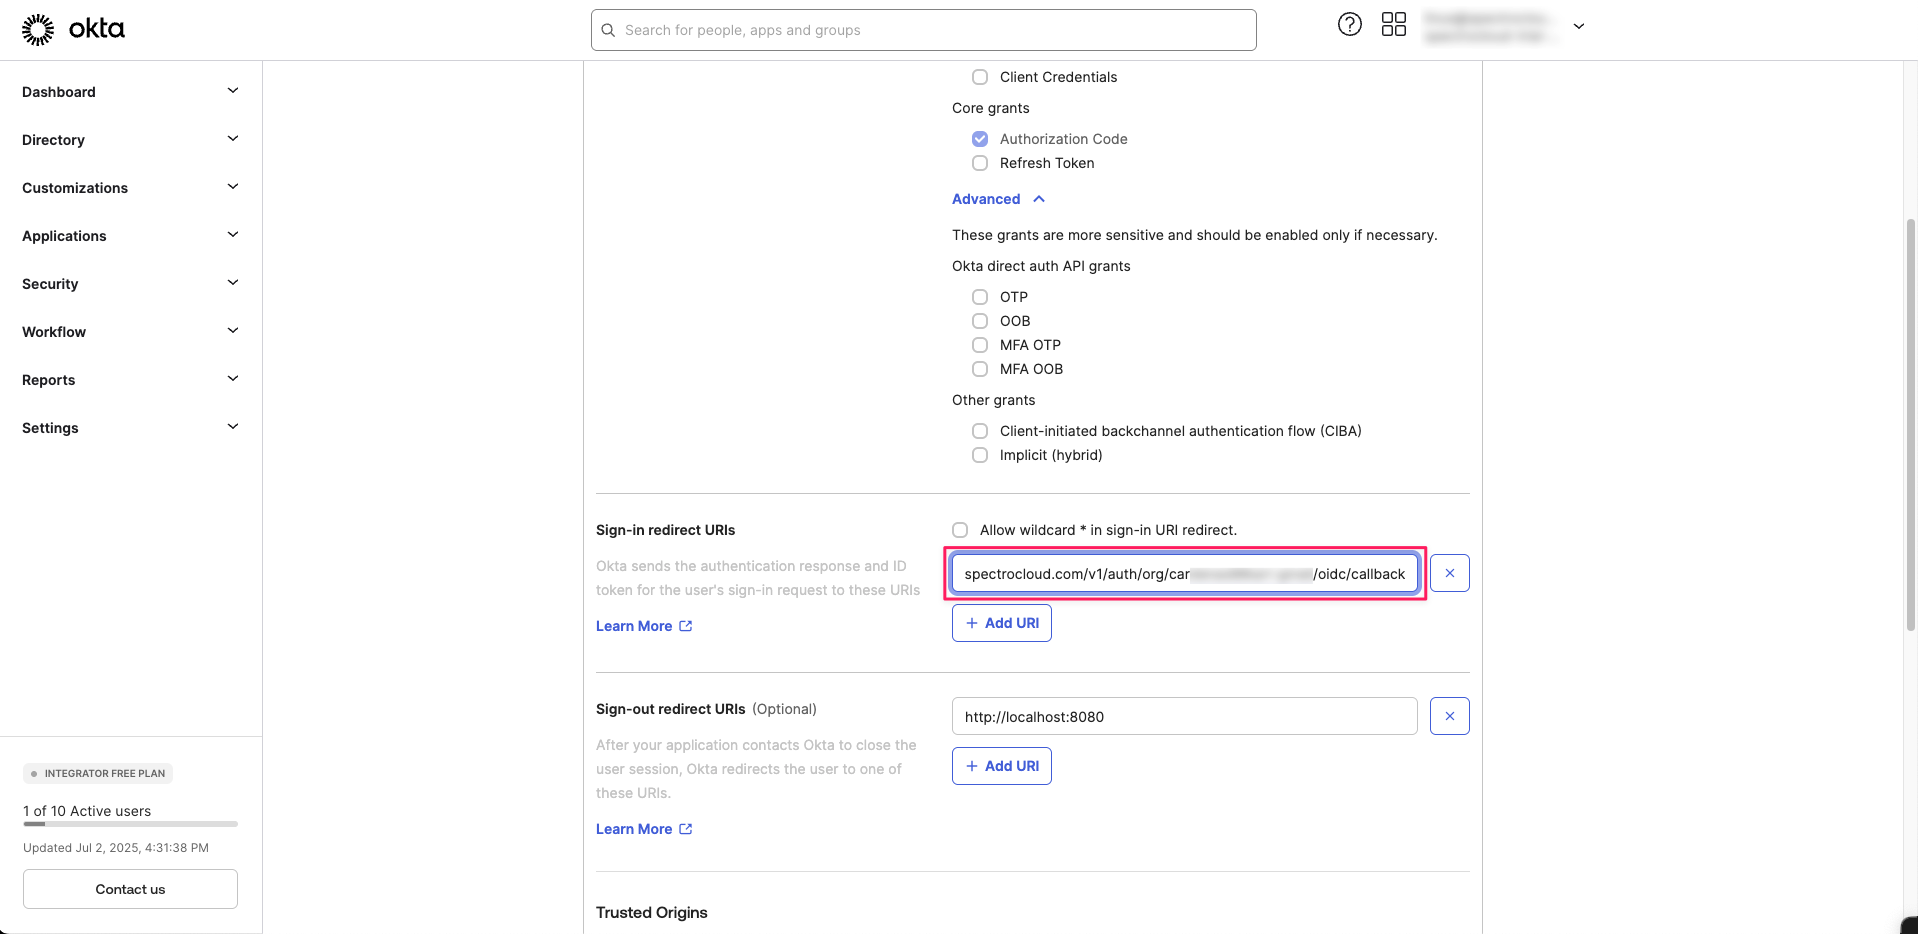 okta
Search for people, apps and groups
Dashboard
Directory
Customizations
Applications
Security
Workflow
Reports
Settings
INTEGRATOR FREE PLAN
1 of 10 Active users
Updated Jul 2, 2025, 4:31:38 PM
Contact us
Client Credentials
Core grants
Authorization Code
Refresh Token
Advanced
These grants are more sensitive and should be enabled only if necessary.
Okta direct auth API grants
OTP
OOB
MFA OTP
MFA OOB
Other grants
Client-initiated backchannel authentication flow (CIBA)
Implicit (hybrid)
Sign-in redirect URIs
Allow wildcard * in sign-in URI redirect.
Okta sends the authentication response and ID
token for the user's sign-in request to these URIs
Learn More
spectrocloud.com/v1/auth/org/car /oidc/callback
+ Add URI
Sign-out redirect URIs (Optional)
After your application contacts Okta to close the
user session, Okta redirects the user to one of
these URIs.
Learn More
http://localhost:8080
+ Add URI
Trusted Origins